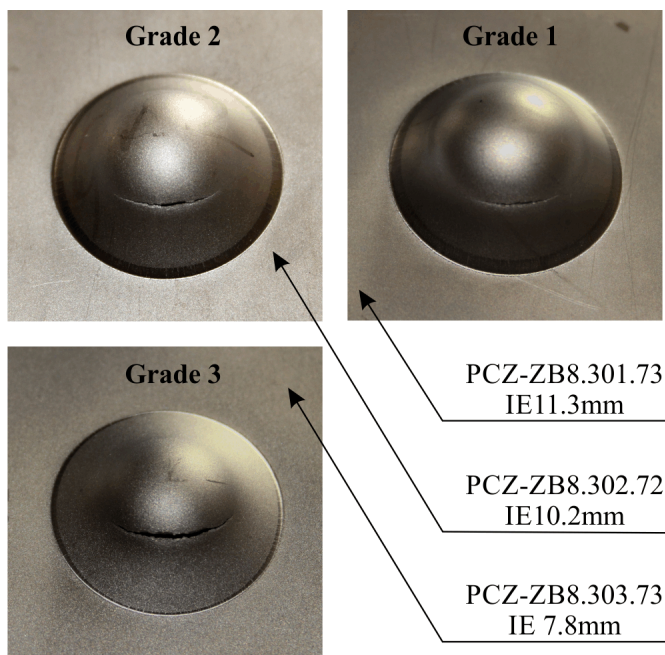 Grade 2
Grade 1
Grade 3
PCZ-ZB8.301.73
IE11.3mm
PCZ-ZB8.302.72
IE10.2mm
PCZ-ZB8.303.73
IE 7.8mm